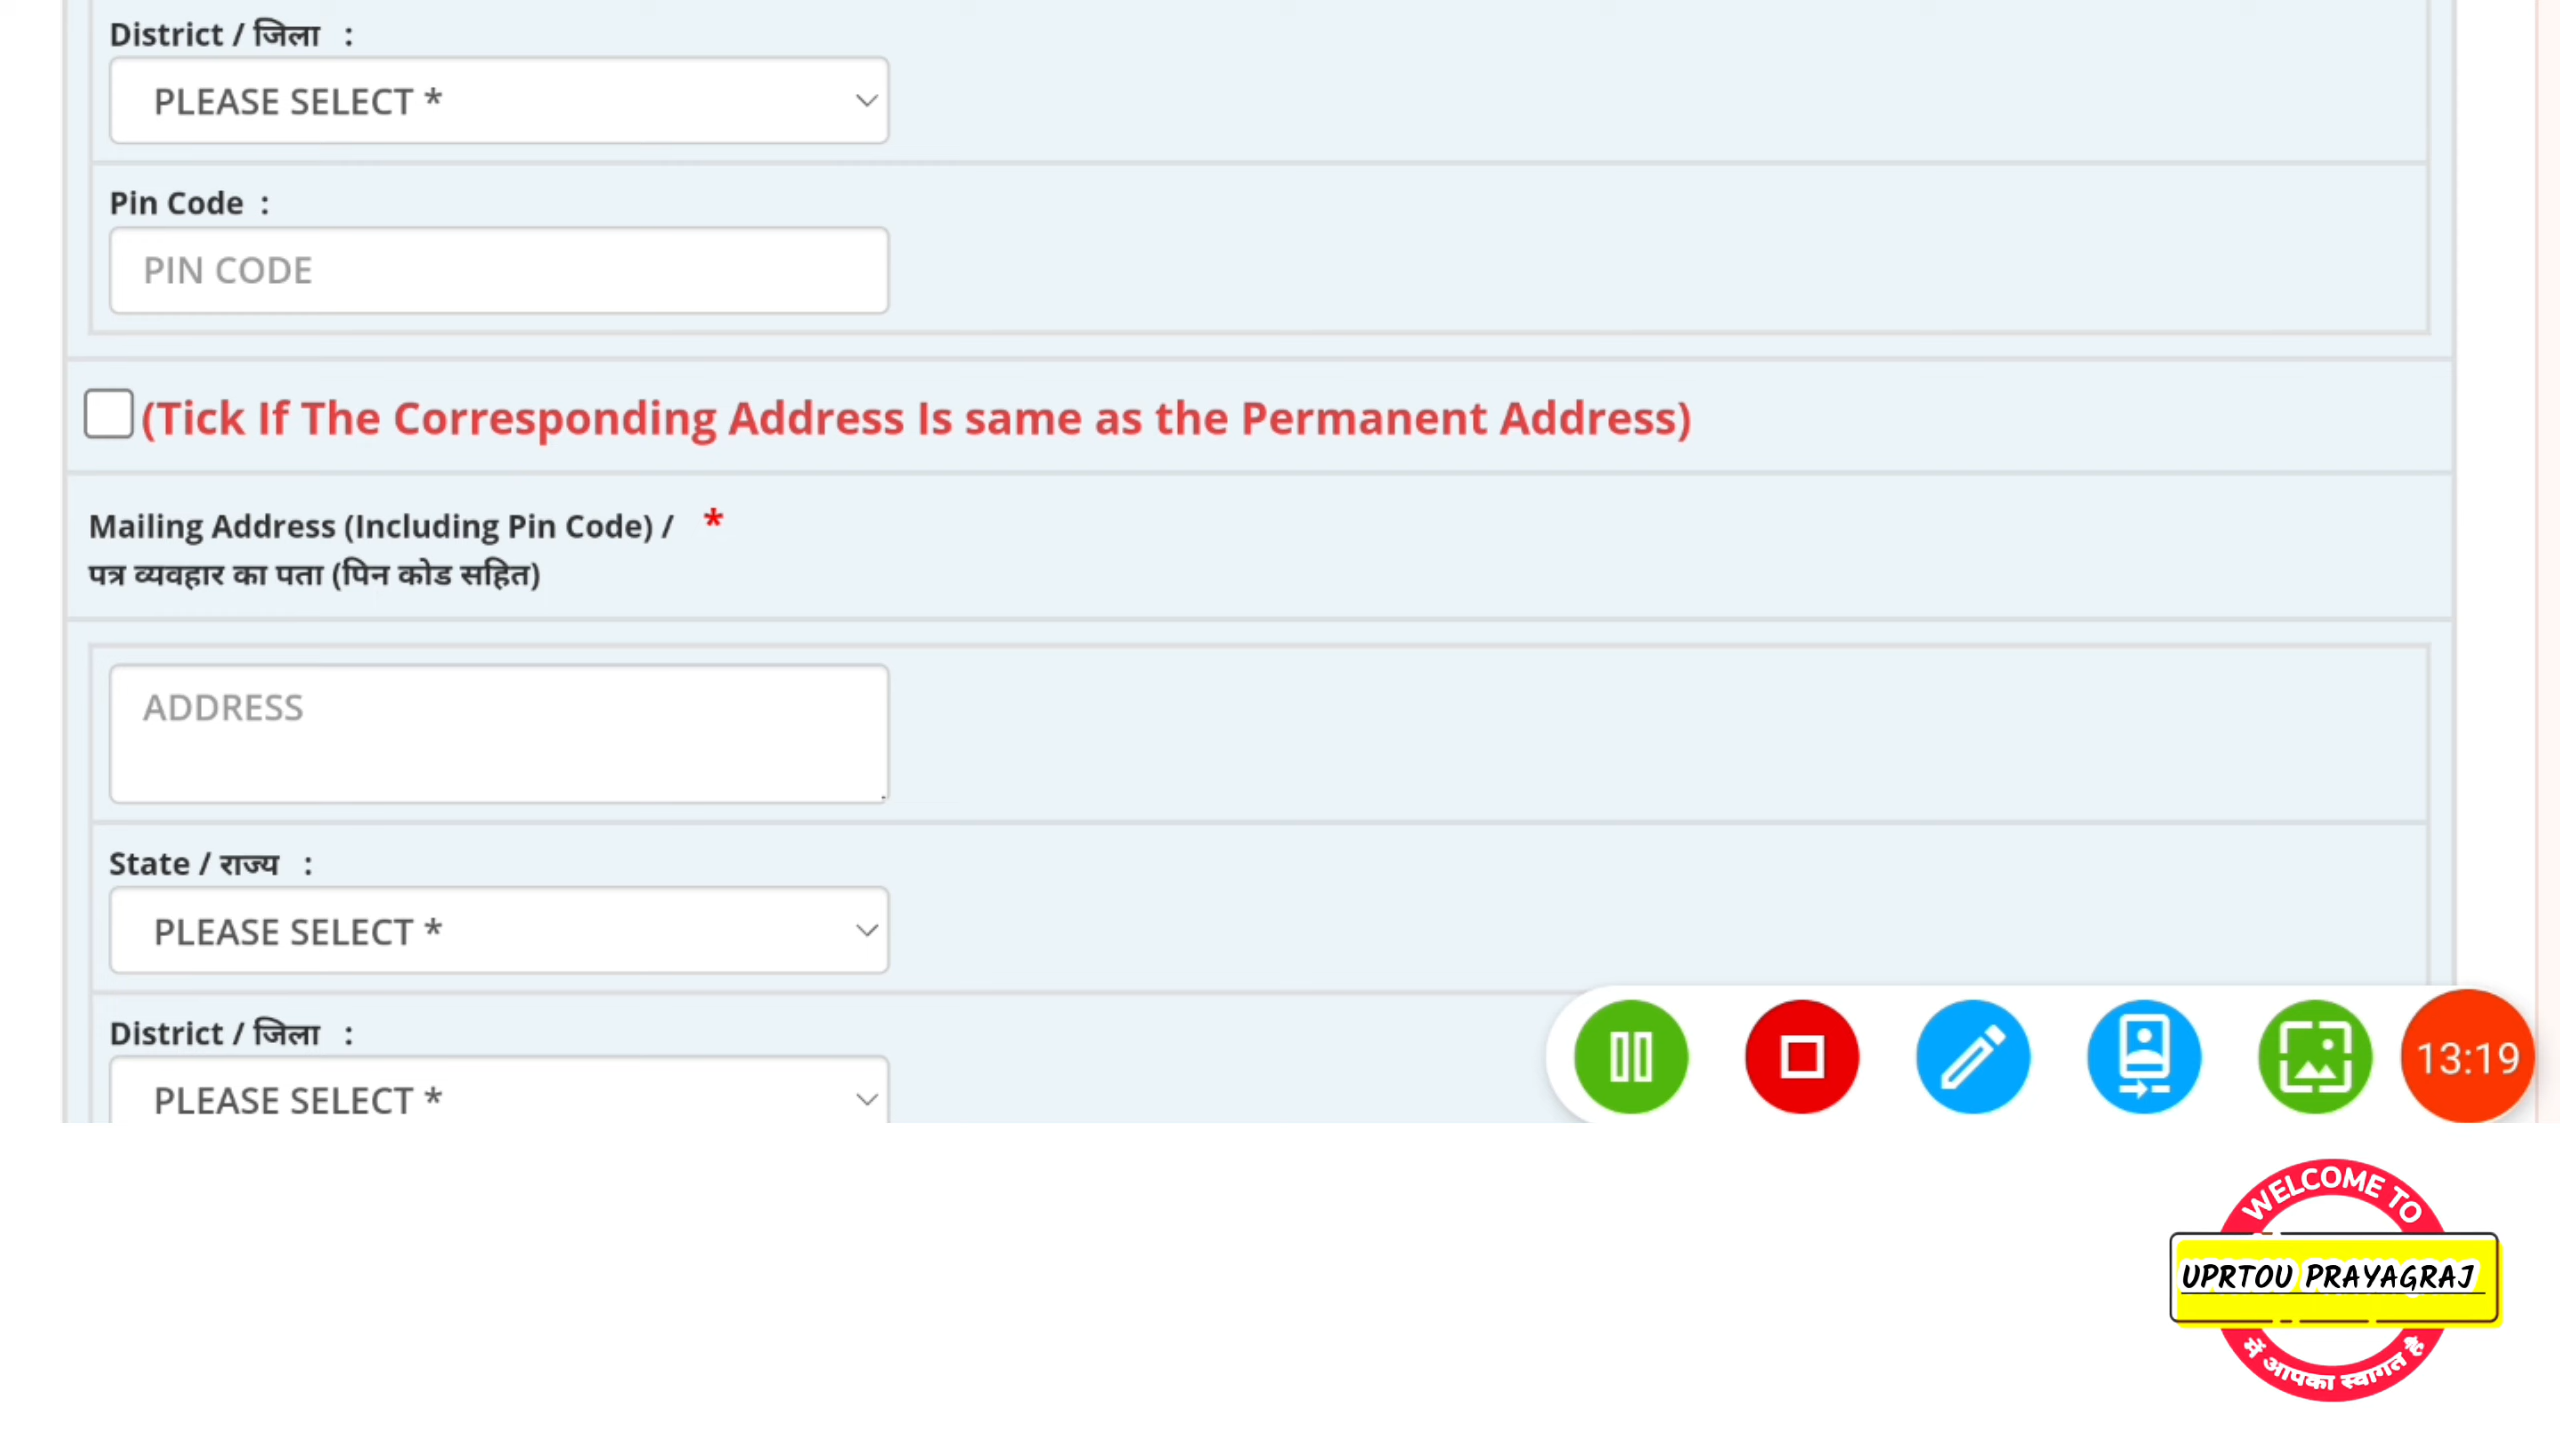 District / जिला :
PLEASE SELECT *
Pin Code :
PIN CODE
(Tick If The Corresponding Address Is same as the Permanent Address)
Mailing Address (Including Pin Code) / *
पत्र व्यवहार का पता (पिन कोड सहित)
ADDRESS
State / राज्य :
PLEASE SELECT *
District / जिला :
PLEASE SELECT *
13:19
WELCOME TO
UPRTOU PRAYAGRAJ
में आपका स्वागत है